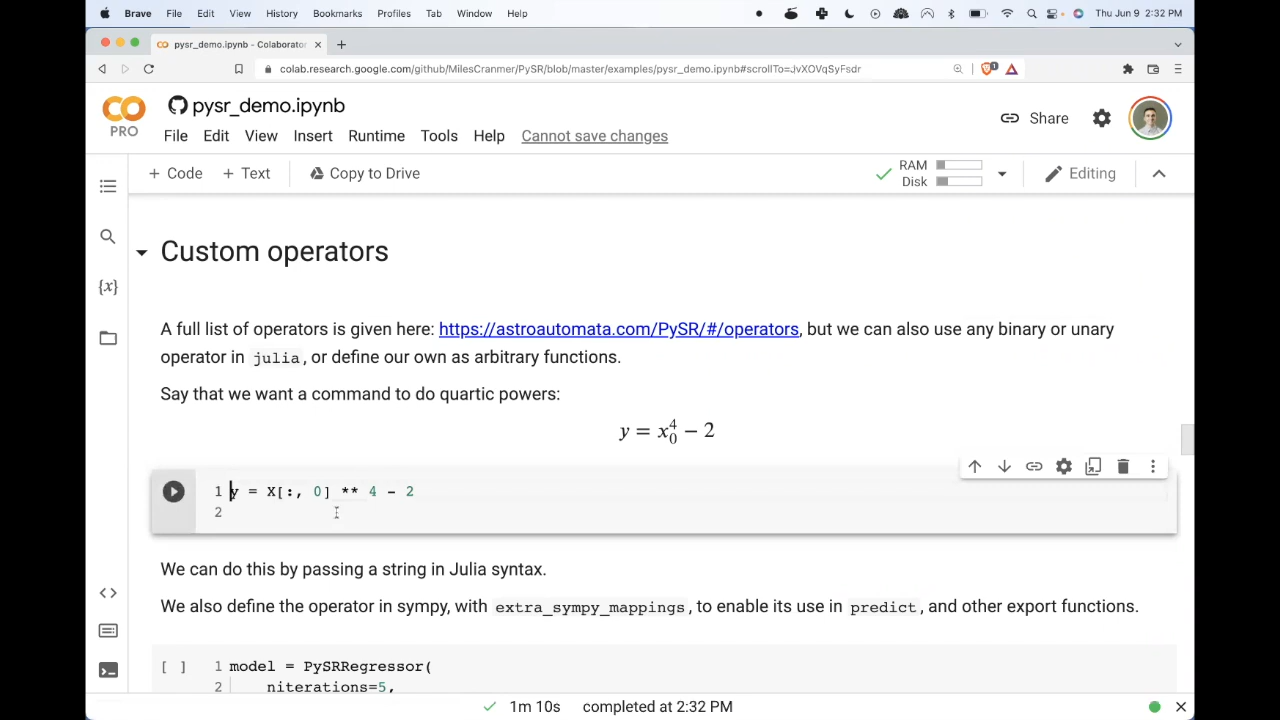 Brave File Edit View History Bookmarks Profiles Tab Window Help Thu Jun 9 2:32 PM
pysr_demo.ipynb - Colaborator
colab.research.google.com/github/MilesCranmer/PySR/blob/master/examples/pysr_demo.ipynb#scrollTo=JvXOVqSyFsdr
CO
PRO
pysr_demo.ipynb
Share
File Edit View Insert Runtime Tools Help Cannot save changes
+ Code + Text Copy to Drive
RAM
Disk
Editing
Custom operators
{x}
A full list of operators is given here: https://astroautomata.com/PySR/#/operators, but we can also use any binary or unary
operator in julia, or define our own as arbitrary functions.
Say that we want a command to do quartic powers:
y = x₀⁴ − 2
1 y = X[:, 0] ** 4 - 2
2
We can do this by passing a string in Julia syntax.
We also define the operator in sympy, with extra_sympy_mappings, to enable its use in predict, and other export functions.
[ ] 1 model = PySRRegressor(
2 niterations=5,
1m 10s completed at 2:32 PM